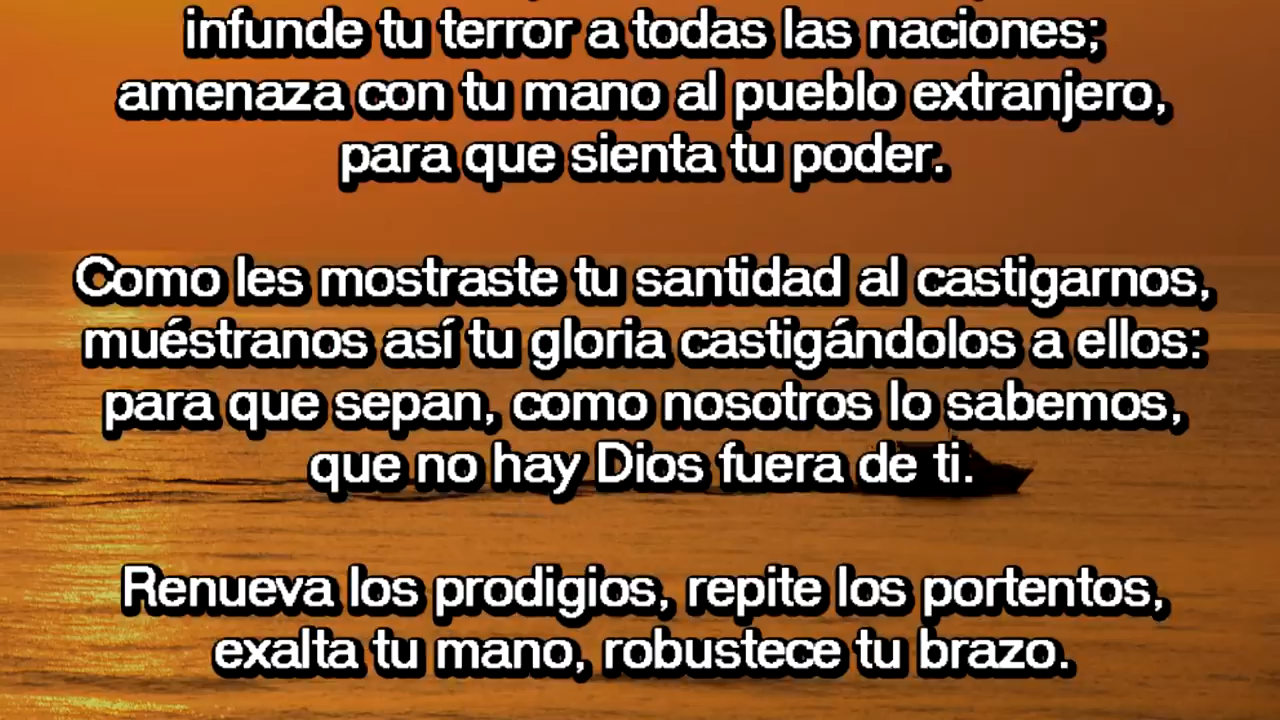 infunde tu terror a todas las naciones;
amenaza con tu mano al pueblo extranjero,
para que sienta tu poder.
Como les mostraste tu santidad al castigarnos,
muéstranos así tu gloria castigándolos a ellos:
para que sepan, como nosotros lo sabemos,
que no hay Dios fuera de ti.
Renueva los prodigios, repite los portentos,
exalta tu mano, robustece tu brazo.